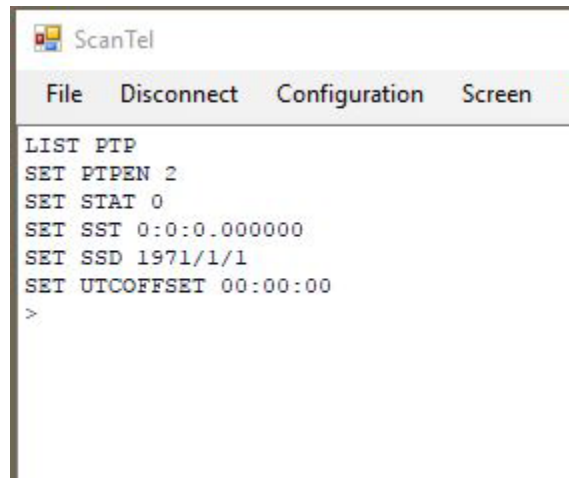 ScanTel
File Disconnect Configuration Screen
LIST PTP
SET PTPEN 2
SET STAT 0
SET SST 0:0:0.000000
SET SSD 1971/1/1
SET UTCOFFSET 00:00:00
>